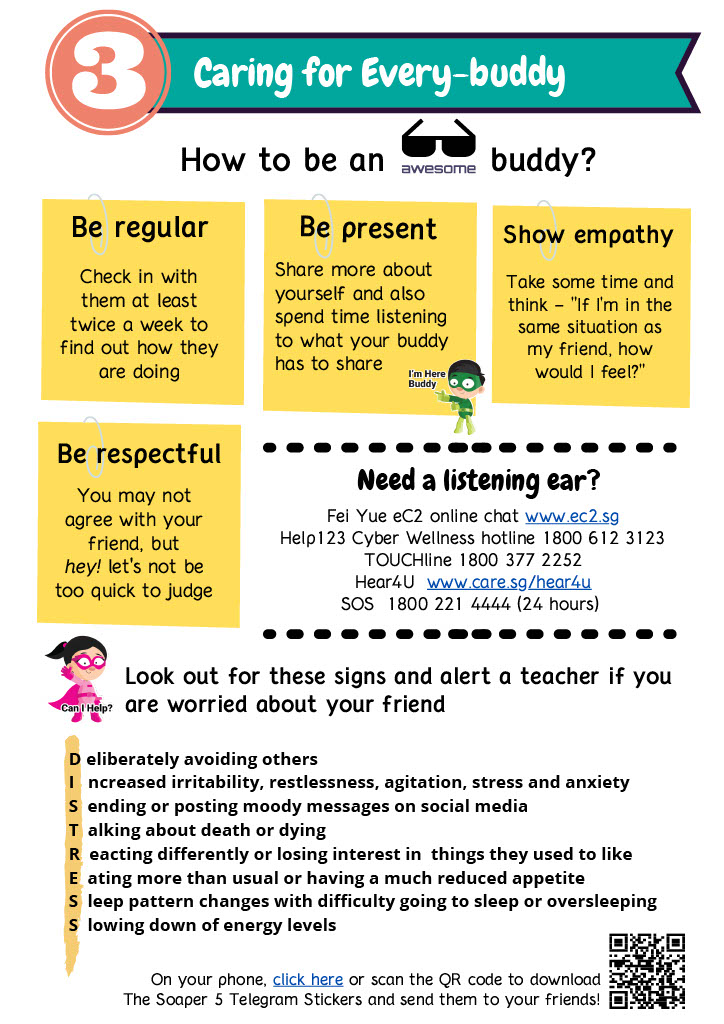 3
Caring for Every-buddy
How to be an awesome buddy?
Be regular
Check in with
them at least
twice a week to
find out how they
are doing
Be present
Share more about
yourself and also
spend time listening
to what your buddy
has to share
I'm Here
Buddy
Show empathy
Take some time and
think – "If I'm in the
same situation as
my friend, how
would I feel?"
Be respectful
You may not
agree with your
friend, but
hey! let's not be
too quick to judge
Need a listening ear?
Fei Yue eC2 online chat www.ec2.sg
Help123 Cyber Wellness hotline 1800 612 3123
TOUCHline 1800 377 2252
Hear4U www.care.sg/hear4u
SOS 1800 221 4444 (24 hours)
Can I Help?
Look out for these signs and alert a teacher if you
are worried about your friend
D eliberately avoiding others
I ncreased irritability, restlessness, agitation, stress and anxiety
S ending or posting moody messages on social media
T alking about death or dying
R eacting differently or losing interest in things they used to like
E ating more than usual or having a much reduced appetite
S leep pattern changes with difficulty going to sleep or oversleeping
S lowing down of energy levels
On your phone, click here or scan the QR code to download
The Soaper 5 Telegram Stickers and send them to your friends!